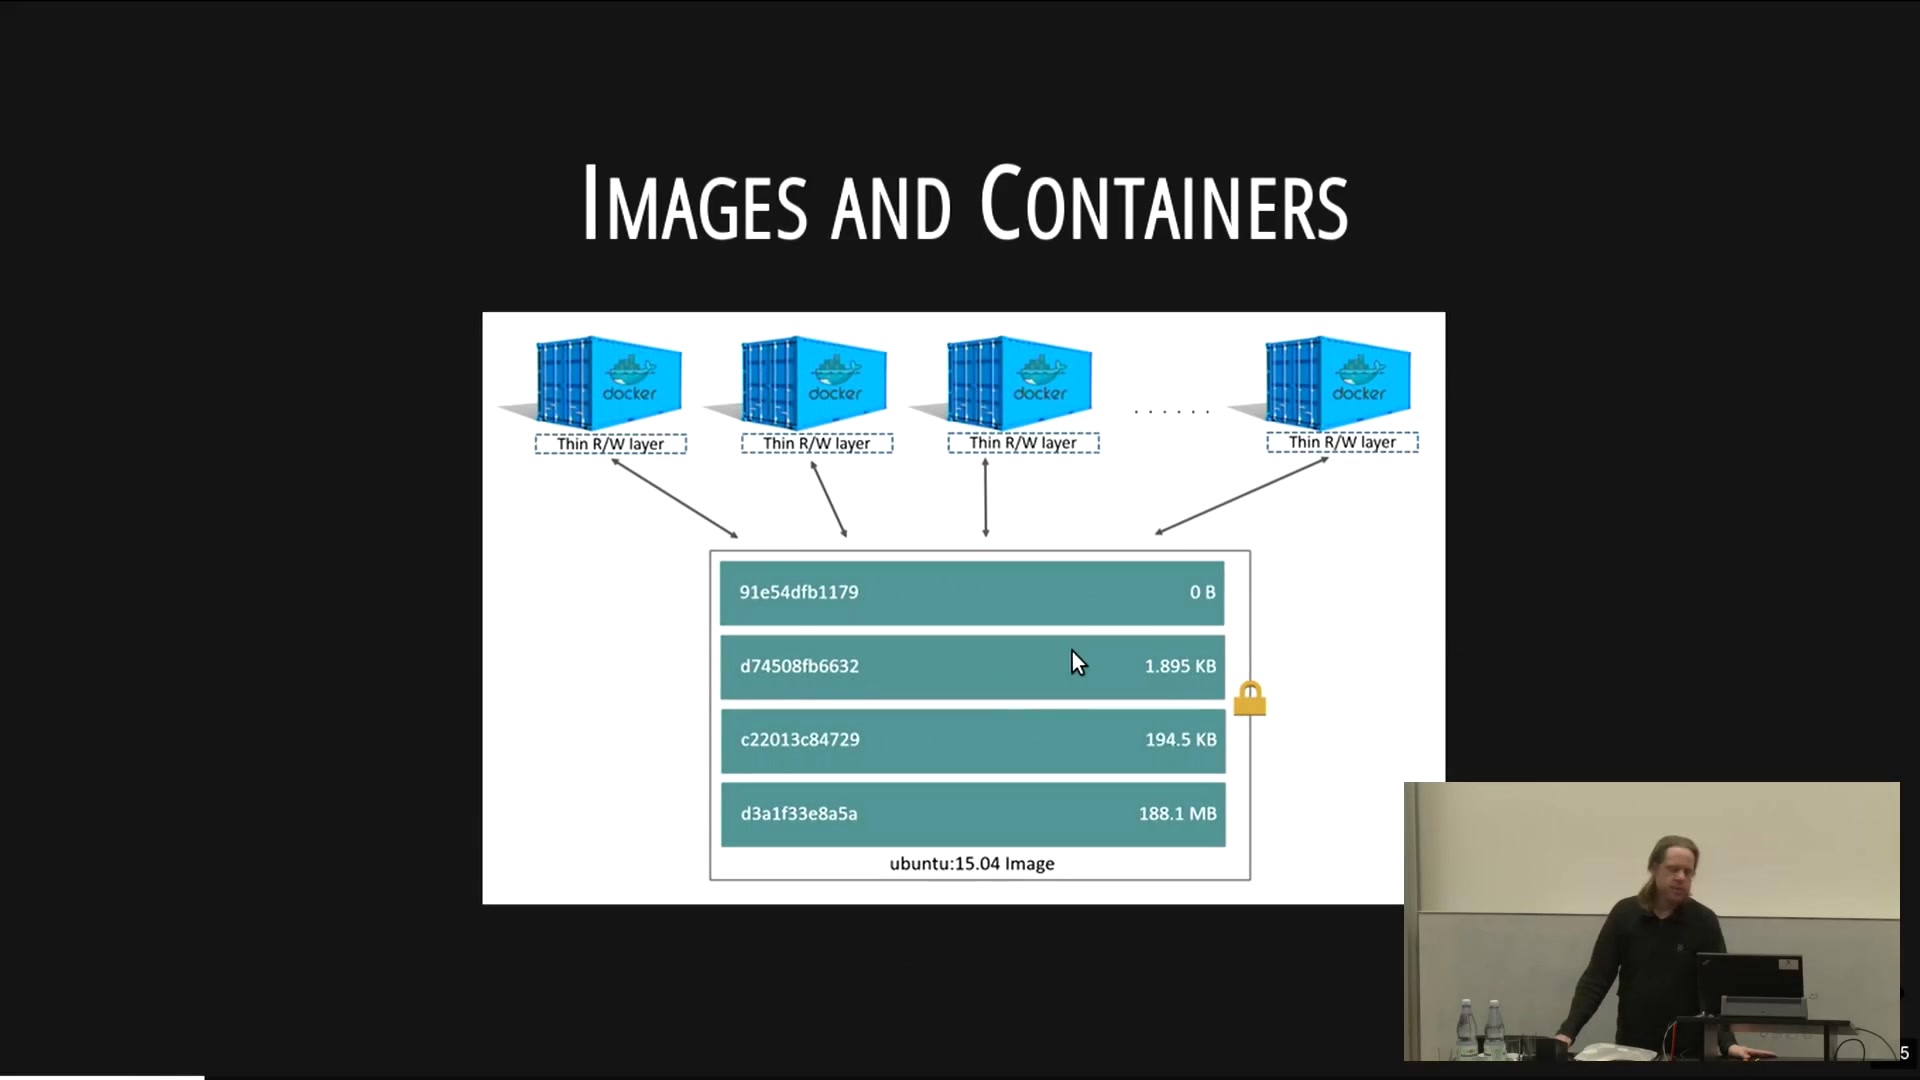 IMAGES AND CONTAINERS
docker docker docker docker
Thin R/W layer Thin R/W layer Thin R/W layer ...... Thin R/W layer
91e54dfb1179 0 B
d74508fb6632 1.895 KB
c22013c84729 194.5 KB
d3a1f33e8a5a 188.1 MB
ubuntu:15.04 Image
5